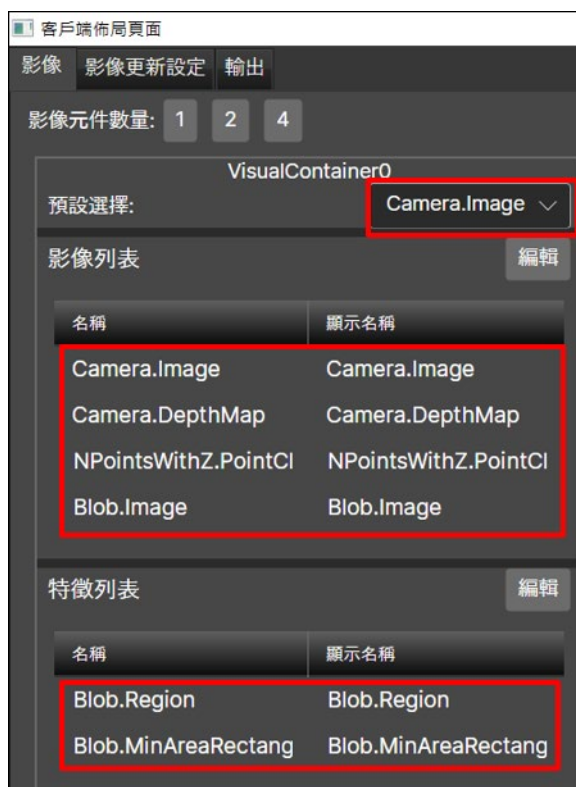 客戶端佈局頁面
影像 影像更新設定 輸出
影像元件數量: 1 2 4
VisualContainer0
預設選擇: Camera.Image
影像列表 編輯
名稱 顯示名稱
Camera.Image Camera.Image
Camera.DepthMap Camera.DepthMap
NPointsWithZ.PointCl NPointsWithZ.PointCl
Blob.Image Blob.Image
特徵列表 編輯
名稱 顯示名稱
Blob.Region Blob.Region
Blob.MinAreaRectang Blob.MinAreaRectang